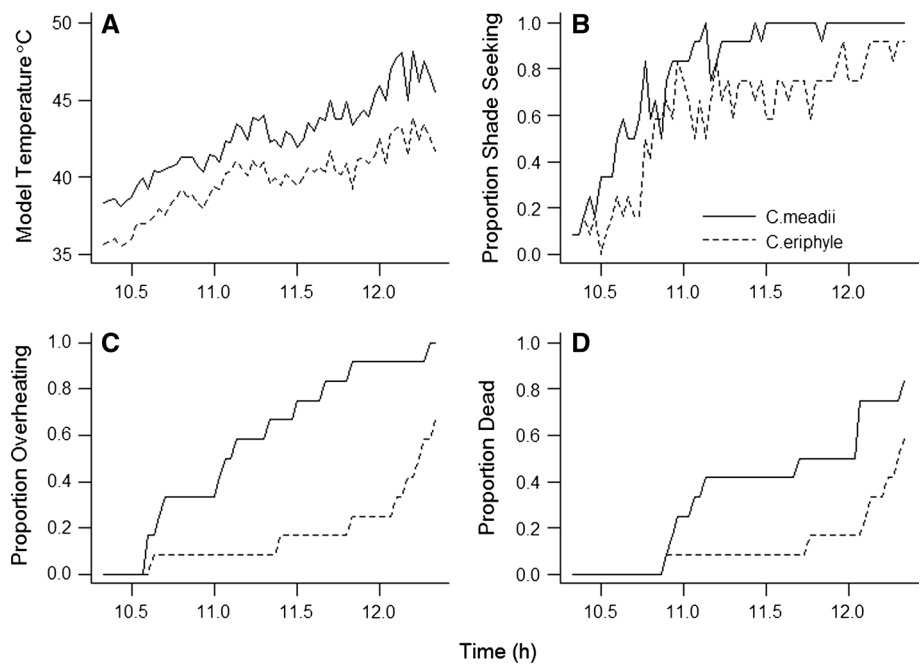 A
Model Temperature °C
50
45
40
35
10.5 11.0 11.5 12.0
B
Proportion Shade Seeking
1.0
0.8
0.6
0.4
0.2
0.0
C.meadii
C.eriphyle
10.5 11.0 11.5 12.0
C
Proportion Overheating
1.0
0.8
0.6
0.4
0.2
0.0
10.5 11.0 11.5 12.0
D
Proportion Dead
1.0
0.8
0.6
0.4
0.2
0.0
10.5 11.0 11.5 12.0
Time (h)